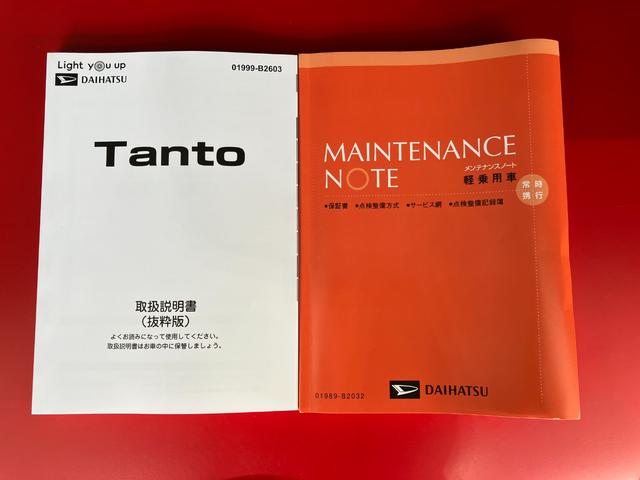 Light you up
01999-B2603
DAIHATSU
Tanto
取扱説明書
（抜粋版）
よくお読みになって使用してください。
取扱説明書はお車の中に保管しましょう。
MAINTENANCE
NOTE
メンテナンスノート
軽乗用車
常時
携行
●保証書 ●点検整備方式 ●サービス網 ●点検整備記録簿
01989-B2032
DAIHATSU